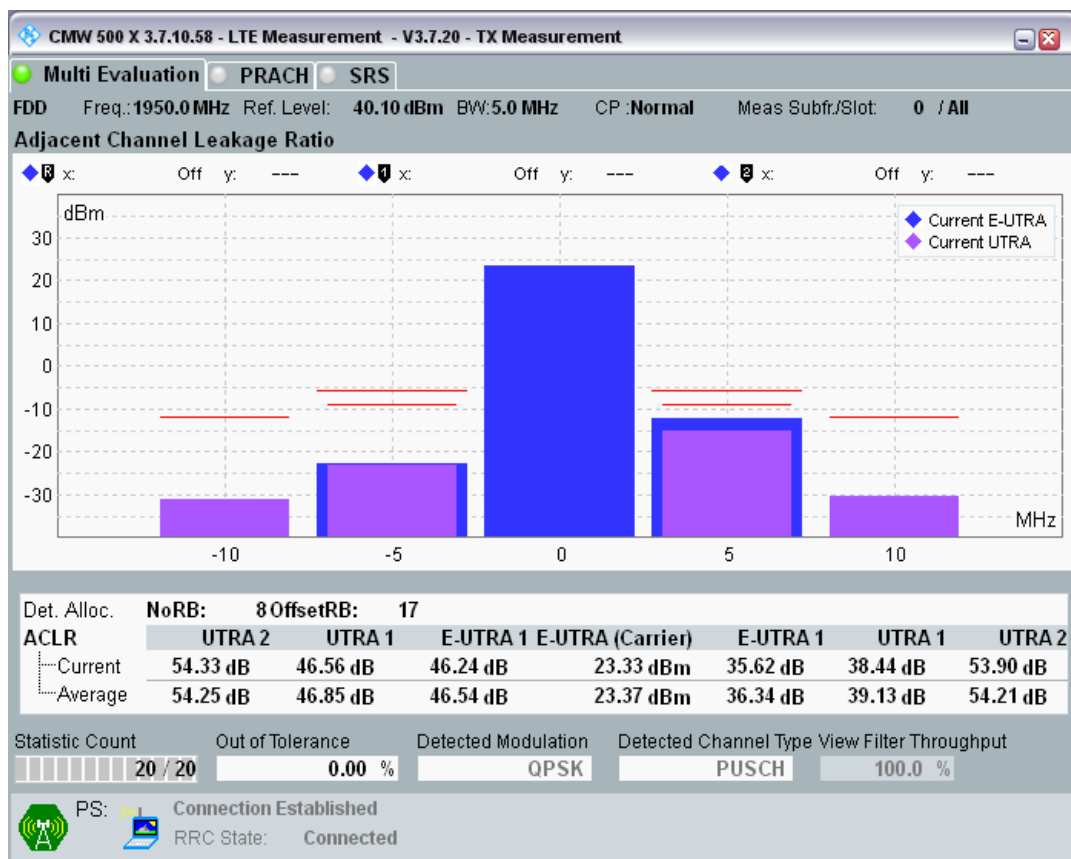 CMW 500 X 3.7.10.58 - LTE Measurement - V3.7.20 - TX Measurement
Multi Evaluation PRACH SRS
FDD Freq.: 1950.0 MHz Ref. Level: 40.10 dBm BW: 5.0 MHz CP : Normal Meas Subfr./Slot: 0 / All
Adjacent Channel Leakage Ratio
R x: Off y: --- 1 x: Off y: --- 2 x: Off y: ---
dBm
Current E-UTRA
Current UTRA
30
20
10
0
-10
-20
-30
MHz
-10 -5 0 5 10
Det. Alloc. NoRB: 8 OffsetRB: 17
ACLR UTRA 2 UTRA 1 E-UTRA 1 E-UTRA (Carrier) E-UTRA 1 UTRA 1 UTRA 2
Current 54.33 dB 46.56 dB 46.24 dB 23.33 dBm 35.62 dB 38.44 dB 53.90 dB
Average 54.25 dB 46.85 dB 46.54 dB 23.37 dBm 36.34 dB 39.13 dB 54.21 dB
Statistic Count Out of Tolerance Detected Modulation Detected Channel Type View Filter Throughput
20 / 20 0.00 % QPSK PUSCH 100.0 %
PS: Connection Established
RRC State: Connected